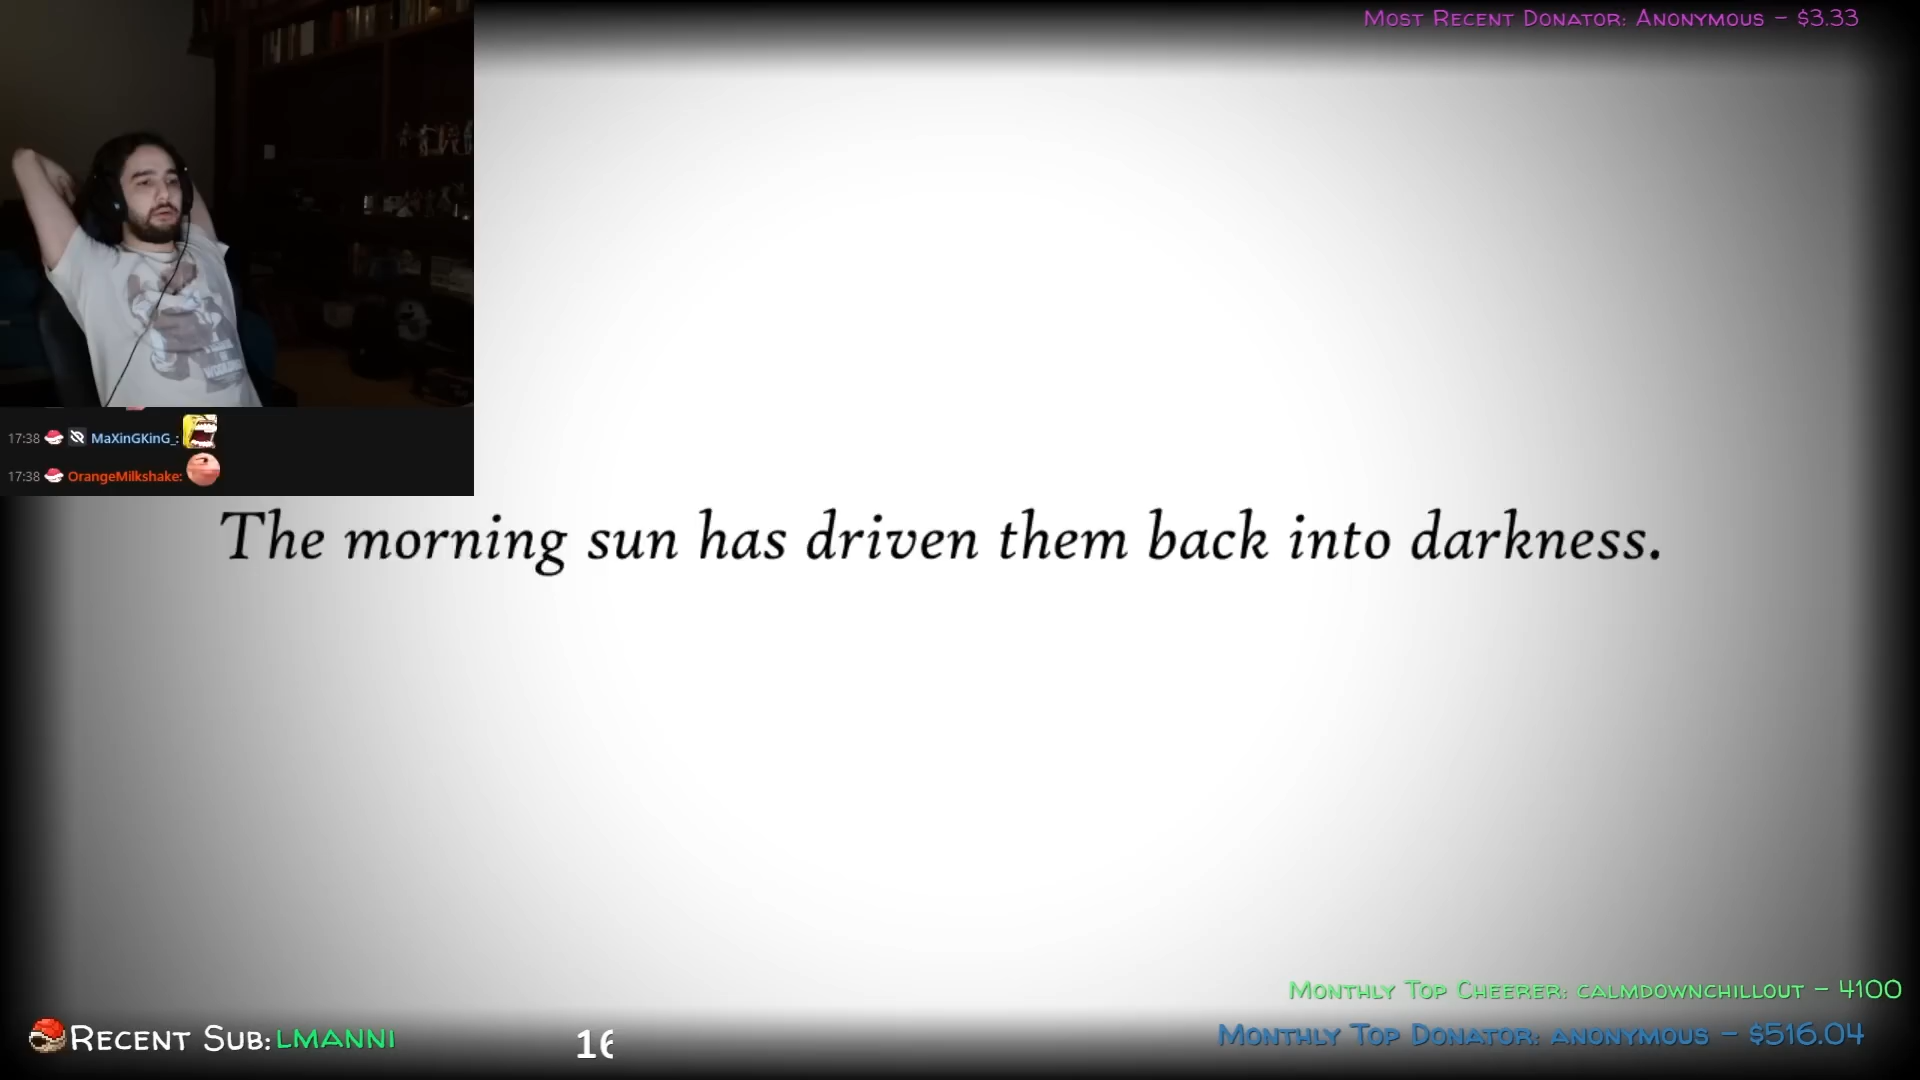 Most Recent Donator: Anonymous – $3.33
17:38 MaXinGKinG_:
17:38 OrangeMilkshake:
The morning sun has driven them back into darkness.
Monthly Top Cheerer: calmdownchillout – 4100
Recent Sub: lmanni
Monthly Top Donator: anonymous – $516.04